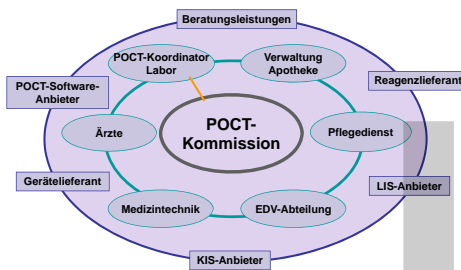 Beratungsleistungen
POCT-Koordinator
Labor
Verwaltung
Apotheke
Reagenzlieferant
POCT-Software-
Anbieter
Ärzte
POCT-
Kommission
Pflegedienst
Gerätelieferant
LIS-Anbieter
Medizintechnik
EDV-Abteilung
KIS-Anbieter